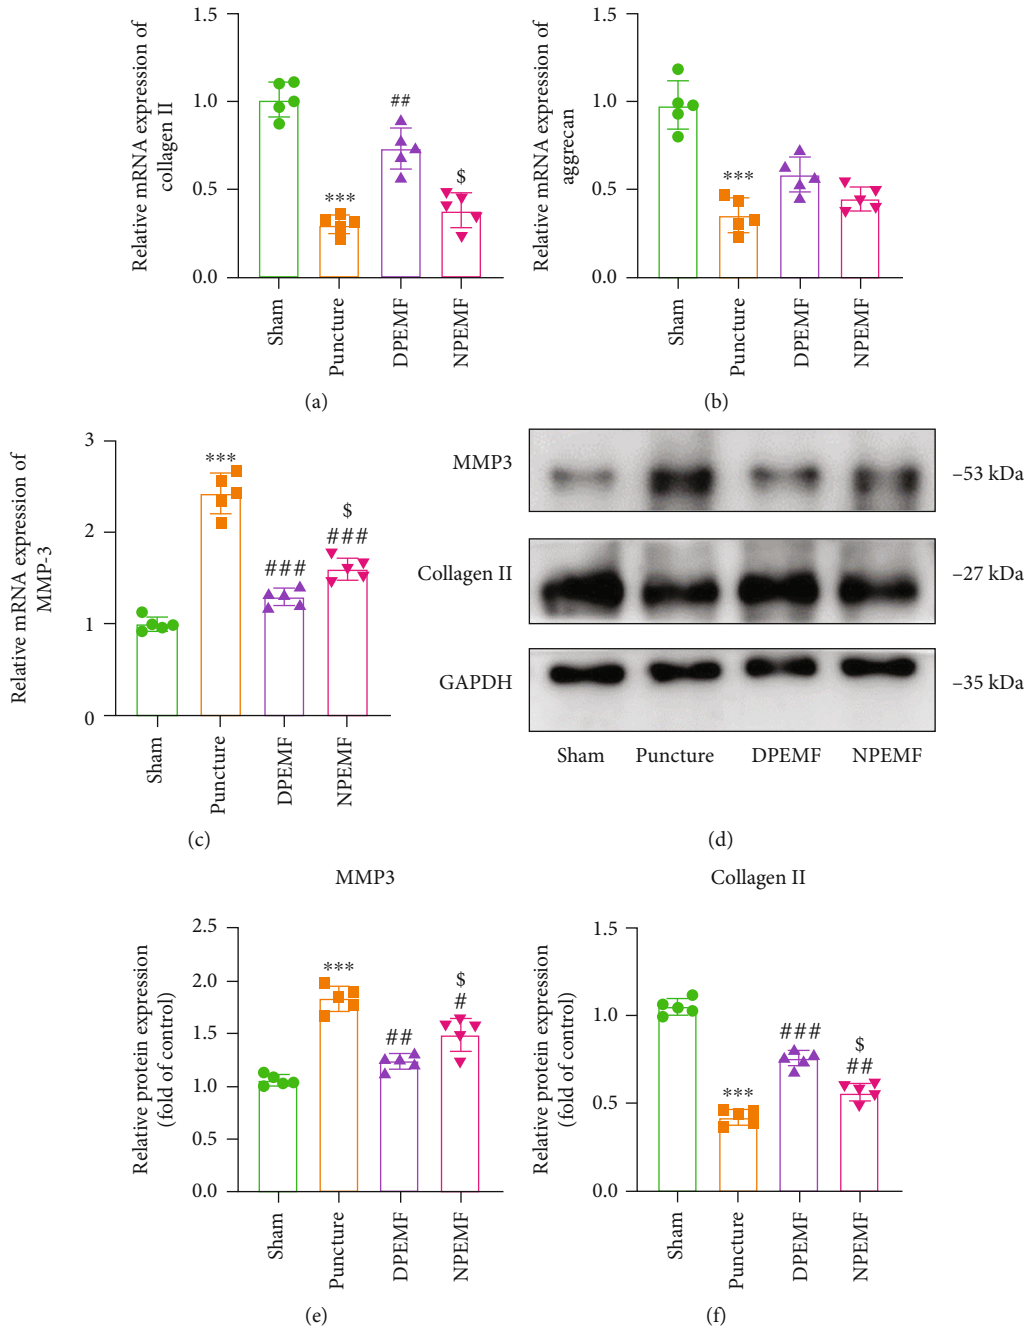 Relative mRNA expression of
collagen II
1.5
1.0
0.5
0.0
***
##
$
Sham
Puncture
DPEMF
NPEMF
(a)
Relative mRNA expression of
aggrecan
1.5
1.0
0.5
0.0
***
Sham
Puncture
DPEMF
NPEMF
(b)
Relative mRNA expression of
MMP-3
3
2
1
0
***
###
$
###
Sham
Puncture
DPEMF
NPEMF
(c)
MMP3
–53 kDa
Collagen II
–27 kDa
GAPDH
–35 kDa
Sham Puncture DPEMF NPEMF
(d)
MMP3
Relative protein expression
(fold of control)
2.5
2.0
1.5
1.0
0.5
0.0
***
##
$
#
Sham
Puncture
DPEMF
NPEMF
(e)
Collagen II
Relative protein expression
(fold of control)
1.5
1.0
0.5
0.0
***
###
$
##
Sham
Puncture
DPEMF
NPEMF
(f)